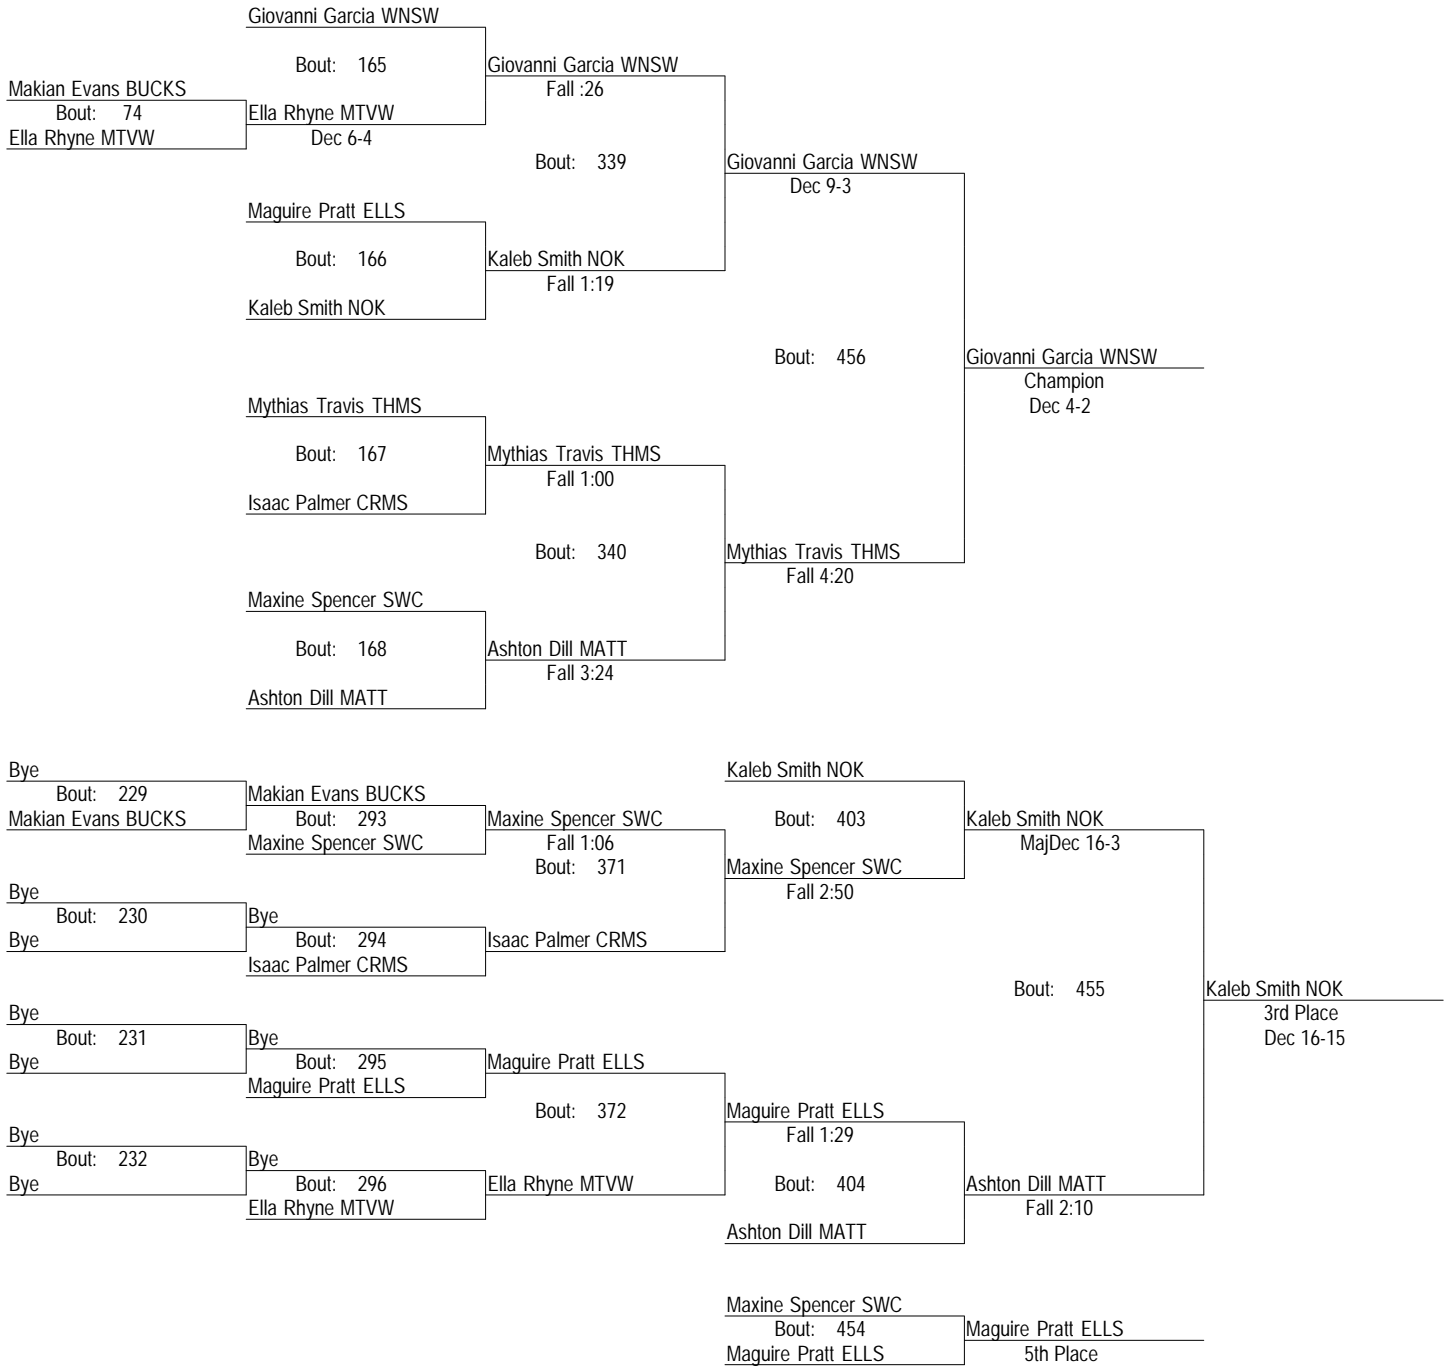 Giovanni Garcia WNSW
Bout: 165
Giovanni Garcia WNSW
Makian Evans BUCKS
Fall :26
Bout: 74
Ella Rhyne MTVW
Ella Rhyne MTVW
Dec 6-4
Bout: 339
Giovanni Garcia WNSW
Dec 9-3
Maguire Pratt ELLS
Bout: 166
Kaleb Smith NOK
Fall 1:19
Kaleb Smith NOK
Bout: 456
Giovanni Garcia WNSW
Champion
Dec 4-2
Mythias Travis THMS
Bout: 167
Mythias Travis THMS
Fall 1:00
Isaac Palmer CRMS
Bout: 340
Mythias Travis THMS
Fall 4:20
Maxine Spencer SWC
Bout: 168
Ashton Dill MATT
Fall 3:24
Ashton Dill MATT
Bye
Kaleb Smith NOK
Bout: 229
Makian Evans BUCKS
Makian Evans BUCKS
Bout: 293
Maxine Spencer SWC
Bout: 403
Kaleb Smith NOK
Maxine Spencer SWC
Fall 1:06
MajDec 16-3
Bout: 371
Maxine Spencer SWC
Fall 2:50
Bye
Bout: 230
Bye
Bye
Bout: 294
Isaac Palmer CRMS
Isaac Palmer CRMS
Bout: 455
Kaleb Smith NOK
3rd Place
Dec 16-15
Bye
Bout: 231
Bye
Bye
Bout: 295
Maguire Pratt ELLS
Maguire Pratt ELLS
Bout: 372
Maguire Pratt ELLS
Fall 1:29
Bye
Bout: 232
Bye
Bye
Bout: 296
Ella Rhyne MTVW
Bout: 404
Ashton Dill MATT
Ella Rhyne MTVW
Fall 2:10
Ashton Dill MATT
Maxine Spencer SWC
Bout: 454
Maguire Pratt ELLS
Maguire Pratt ELLS
5th Place